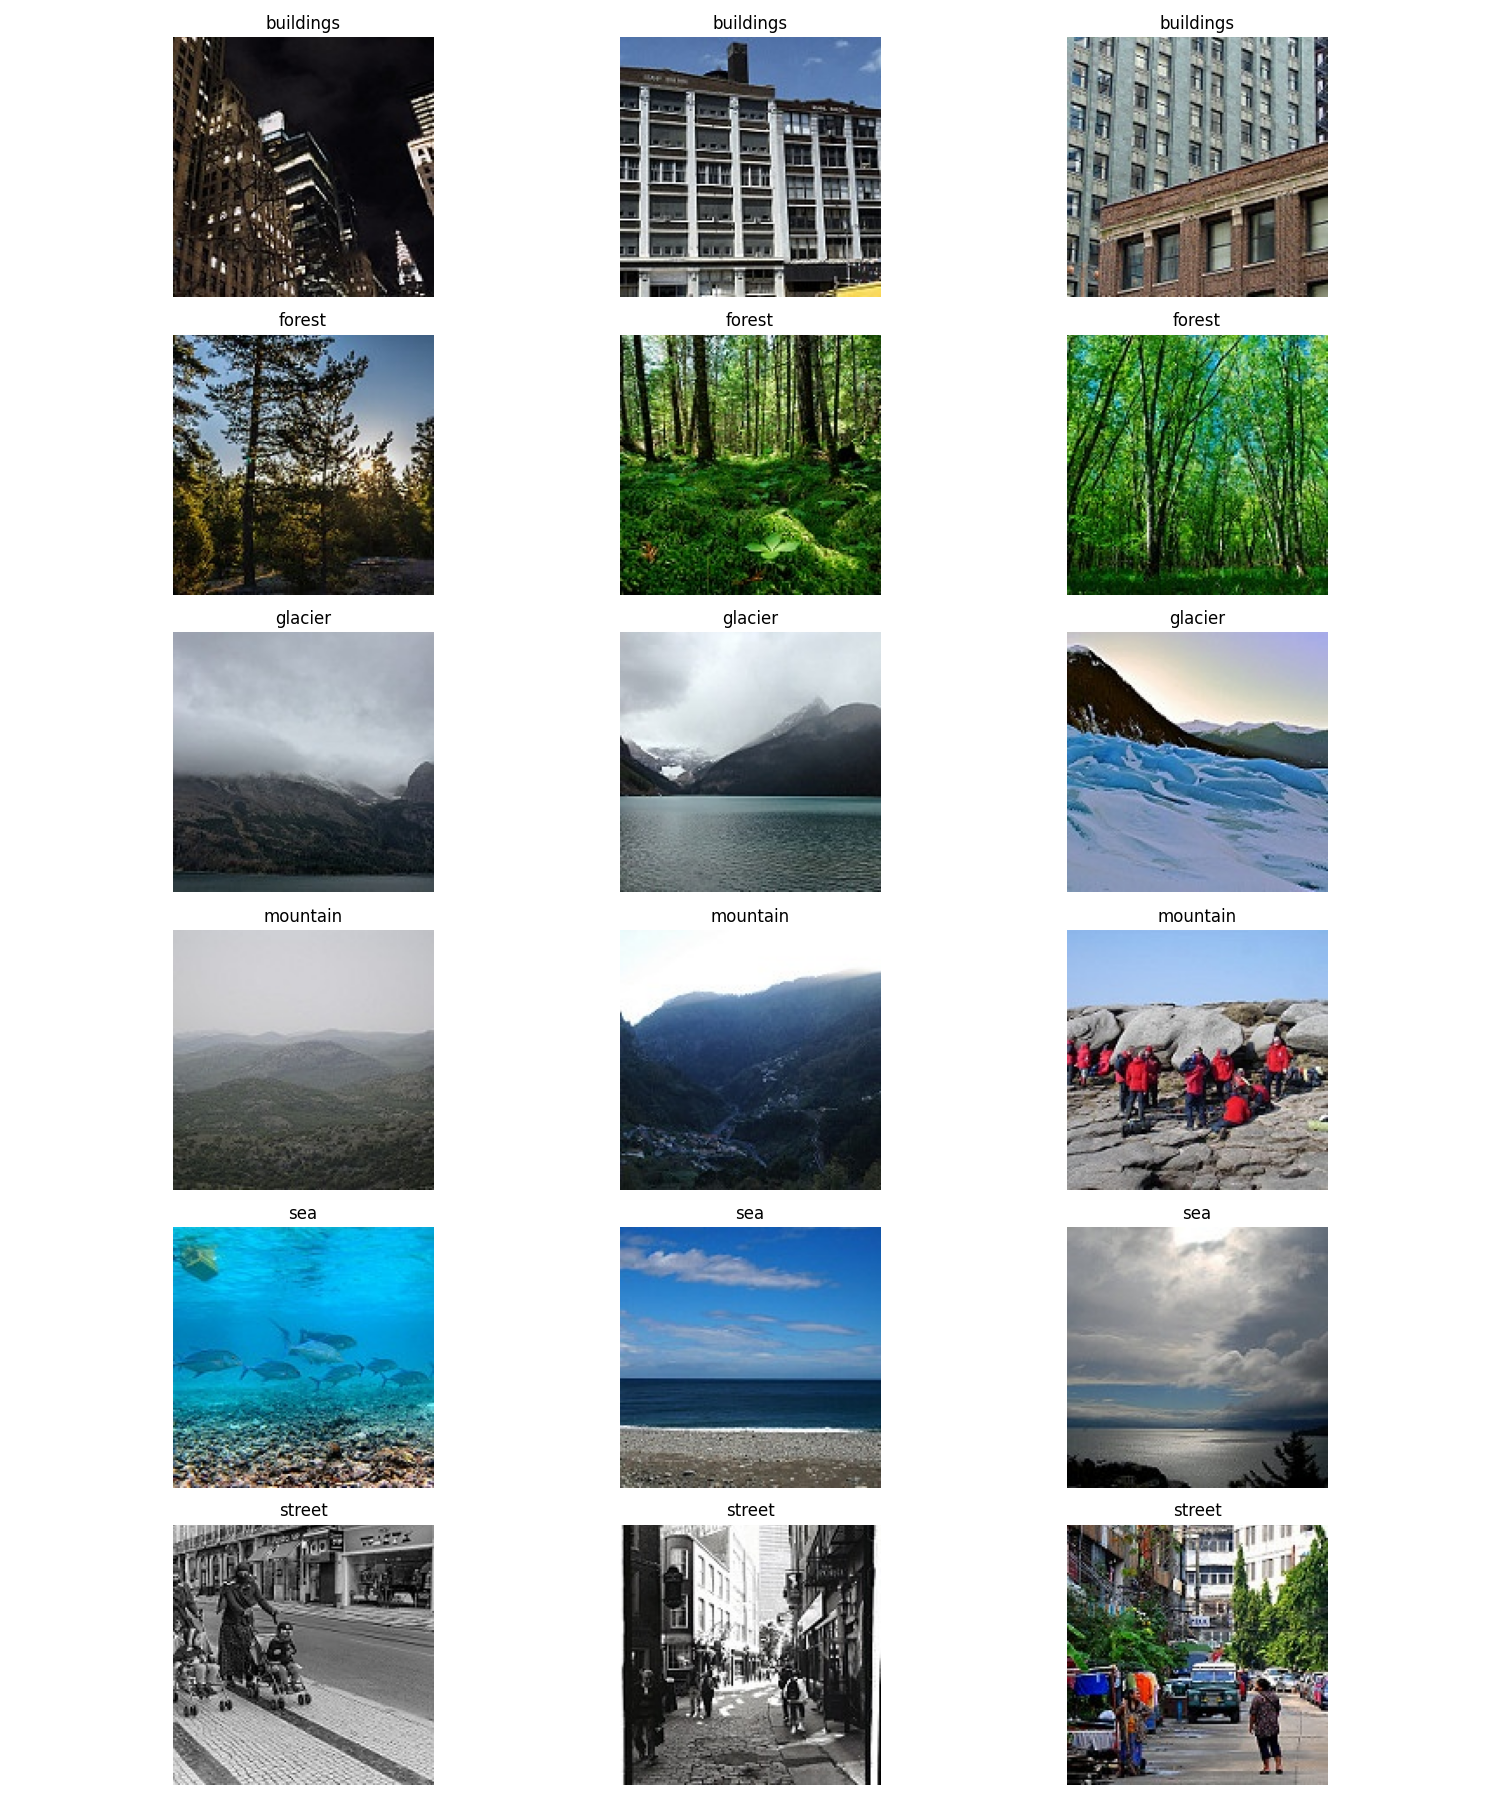 buildings buildings buildings
forest forest forest
glacier glacier glacier
mountain mountain mountain
sea sea sea
street street street